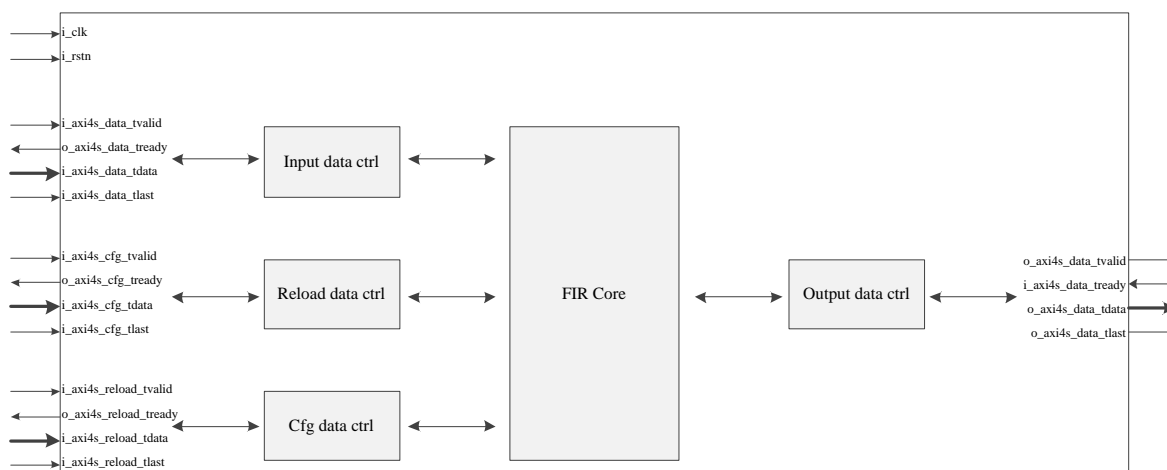 i_clk
i_rstn
i_axi4s_data_tvalid
o_axi4s_data_tready
i_axi4s_data_tdata
i_axi4s_data_tlast
Input data ctrl
i_axi4s_cfg_tvalid
o_axi4s_cfg_tready
i_axi4s_cfg_tdata
i_axi4s_cfg_tlast
Reload data ctrl
i_axi4s_reload_tvalid
o_axi4s_reload_tready
i_axi4s_reload_tdata
i_axi4s_reload_tlast
Cfg data ctrl
FIR Core
Output data ctrl
o_axi4s_data_tvalid
i_axi4s_data_tready
o_axi4s_data_tdata
o_axi4s_data_tlast